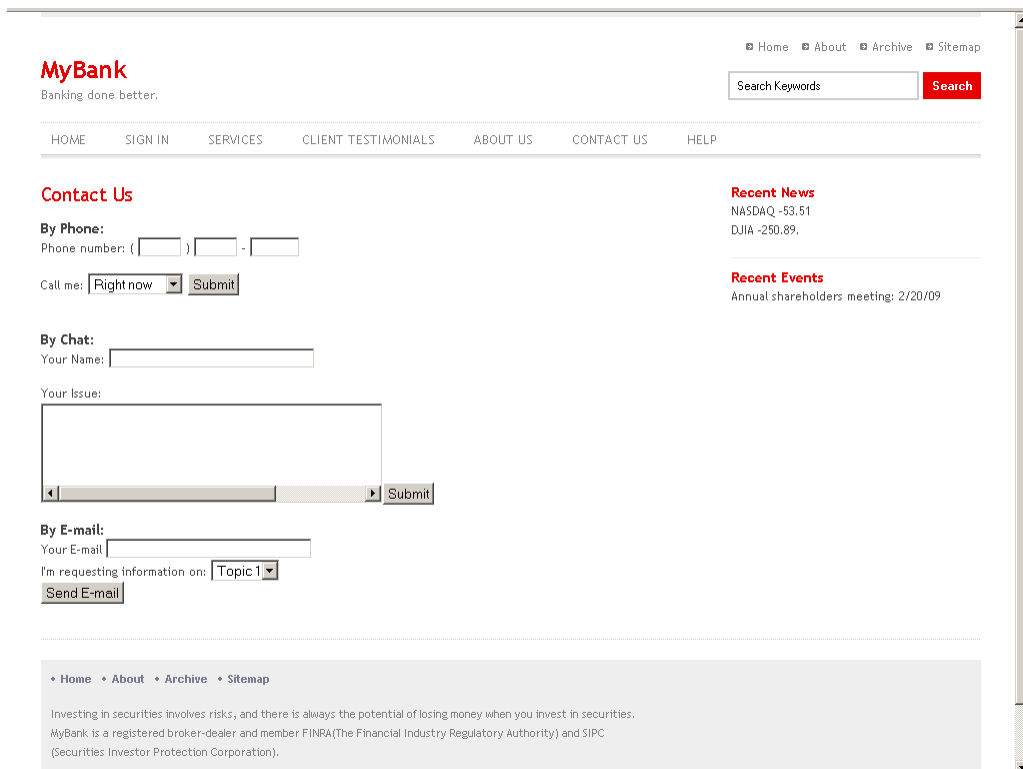 Home About Archive Sitemap
MyBank
Banking done better.
Search Keywords Search
HOME SIGN IN SERVICES CLIENT TESTIMONIALS ABOUT US CONTACT US HELP
Contact Us
By Phone:
Phone number: ( ) -
Call me: Right now Submit
By Chat:
Your Name:
Your Issue:
Submit
By E-mail:
Your E-mail
I'm requesting information on: Topic 1
Send E-mail
Recent News
NASDAQ -53.51
DJIA -250.89.
Recent Events
Annual shareholders meeting: 2/20/09
Home About Archive Sitemap
Investing in securities involves risks, and there is always the potential of losing money when you invest in securities.
MyBank is a registered broker-dealer and member FINRA(The Financial Industry Regulatory Authority) and SIPC
(Securities Investor Protection Corporation).